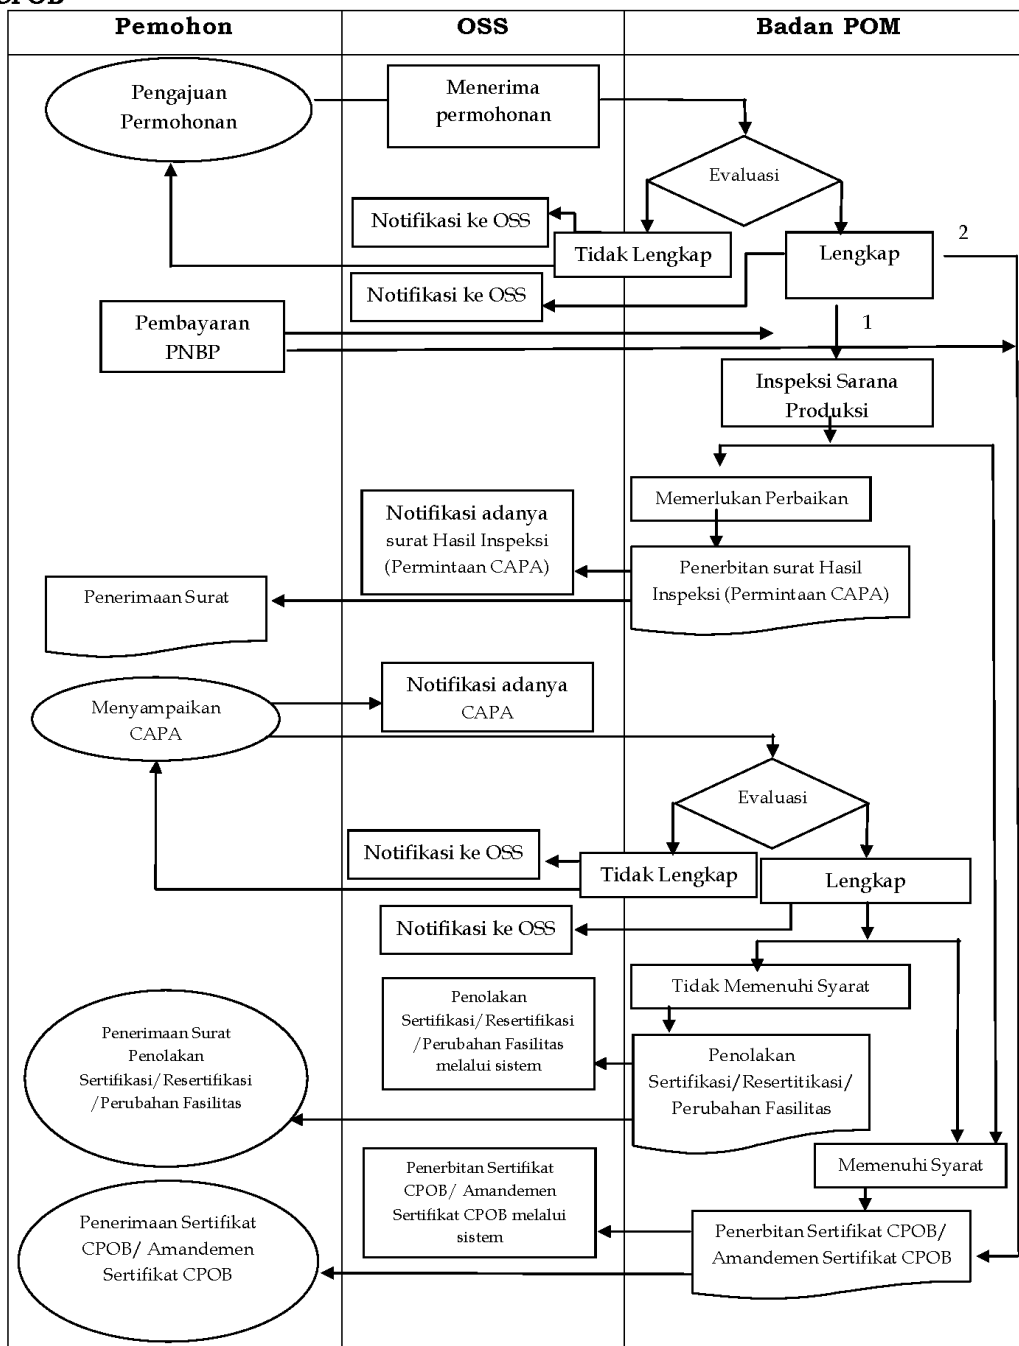 CPOB
Pemohon
OSS
Badan POM
Pengajuan
Permohonan
Menerima
permohonan
Evaluasi
Notifikasi ke OSS
Tidak Lengkap
Lengkap
2
Notifikasi ke OSS
Pembayaran
PNBP
1
Inspeksi Sarana
Produksi
Memerlukan Perbaikan
Notifikasi adanya
surat Hasil Inspeksi
(Permintaan CAPA)
Penerbitan surat Hasil
Inspeksi (Permintaan CAPA)
Penerimaan Surat
Menyampaikan
CAPA
Notifikasi adanya
CAPA
Evaluasi
Notifikasi ke OSS
Tidak Lengkap
Lengkap
Notifikasi ke OSS
Tidak Memenuhi Syarat
Penolakan
Sertifikasi/Resertifikasi
/Perubahan Fasilitas
melalui sistem
Penerimaan Surat
Penolakan
Sertifikasi/Resertifikasi
/Perubahan Fasilitas
Penolakan
Sertifikasi/Resertitikasi/
Perubahan Fasilitas
Memenuhi Syarat
Penerbitan Sertifikat
CPOB/ Amandemen
Sertifikat CPOB melalui
sistem
Penerimaan Sertifikat
CPOB/ Amandemen
Sertifikat CPOB
Penerbitan Sertifikat CPOB/
Amandemen Sertifikat CPOB